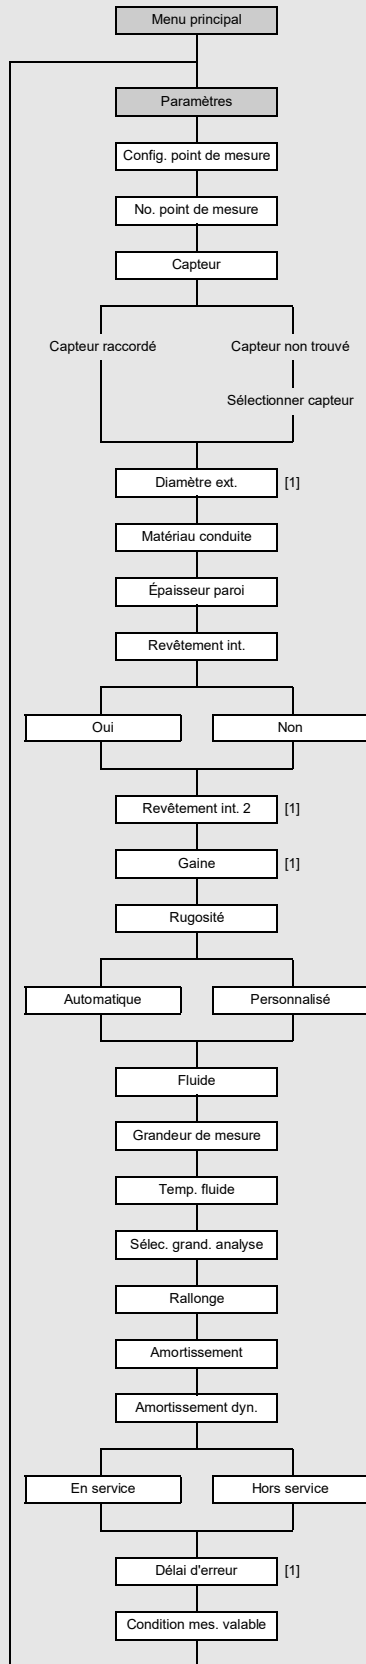 Menu principal
Paramètres
Config. point de mesure
No. point de mesure
Capteur
Capteur raccordé
Capteur non trouvé
Sélectionner capteur
Diamètre ext. [1]
Matériau conduite
Épaisseur paroi
Revêtement int.
Oui
Non
Revêtement int. 2 [1]
Gaine [1]
Rugosité
Automatique
Personnalisé
Fluide
Grandeur de mesure
Temp. fluide
Sélec. grand. analyse
Rallonge
Amortissement
Amortissement dyn.
En service
Hors service
Délai d'erreur [1]
Condition mes. valable